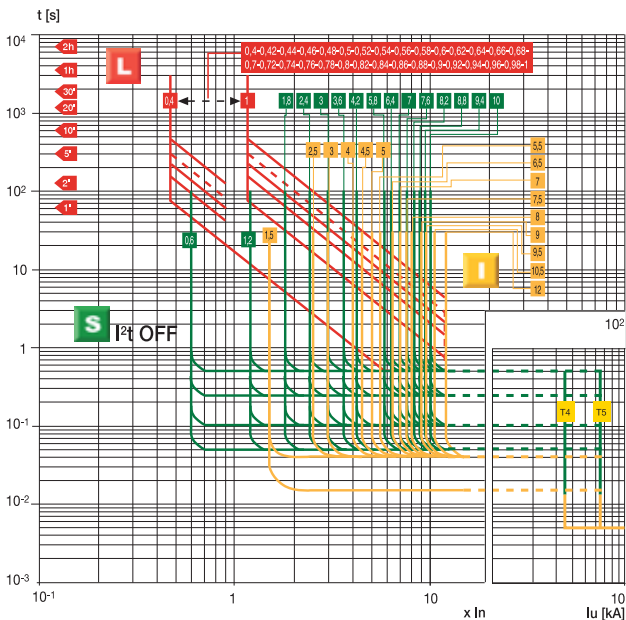 t [s]
10⁴
2h
1h
10³
30'
20'
10'
5'
10²
2'
1'
10
1
10⁻¹
10⁻²
10⁻³
L
0,4-0,42-0,44-0,46-0,48-0,5-0,52-0,54-0,56-0,58-0,6-0,62-0,64-0,66-0,68-
0,7-0,72-0,74-0,76-0,78-0,8-0,82-0,84-0,86-0,88-0,9-0,92-0,94-0,96-0,98-1
0,4 1
1,8 2,4 3 3,6 4,2 5,8 6,4 7 7,6 8,2 8,8 9,4 10
2,5 3 4 4,5 5
5,5
6,5
7
7,5
8
9
9,5
10,5
12
0,6 1,2 1,5
I
S I²t OFF
10²
T4 T5
10⁻¹ 1 10 10
x In Iu [kA]